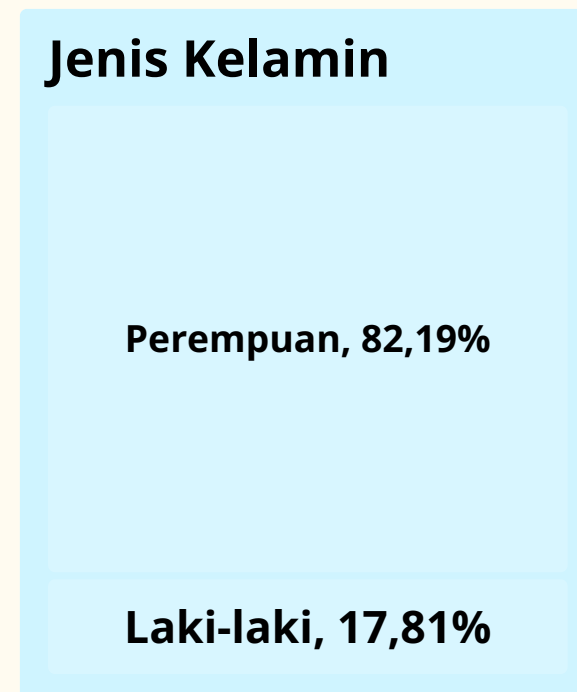 Jenis Kelamin
Perempuan, 82,19%
Laki-laki, 17,81%